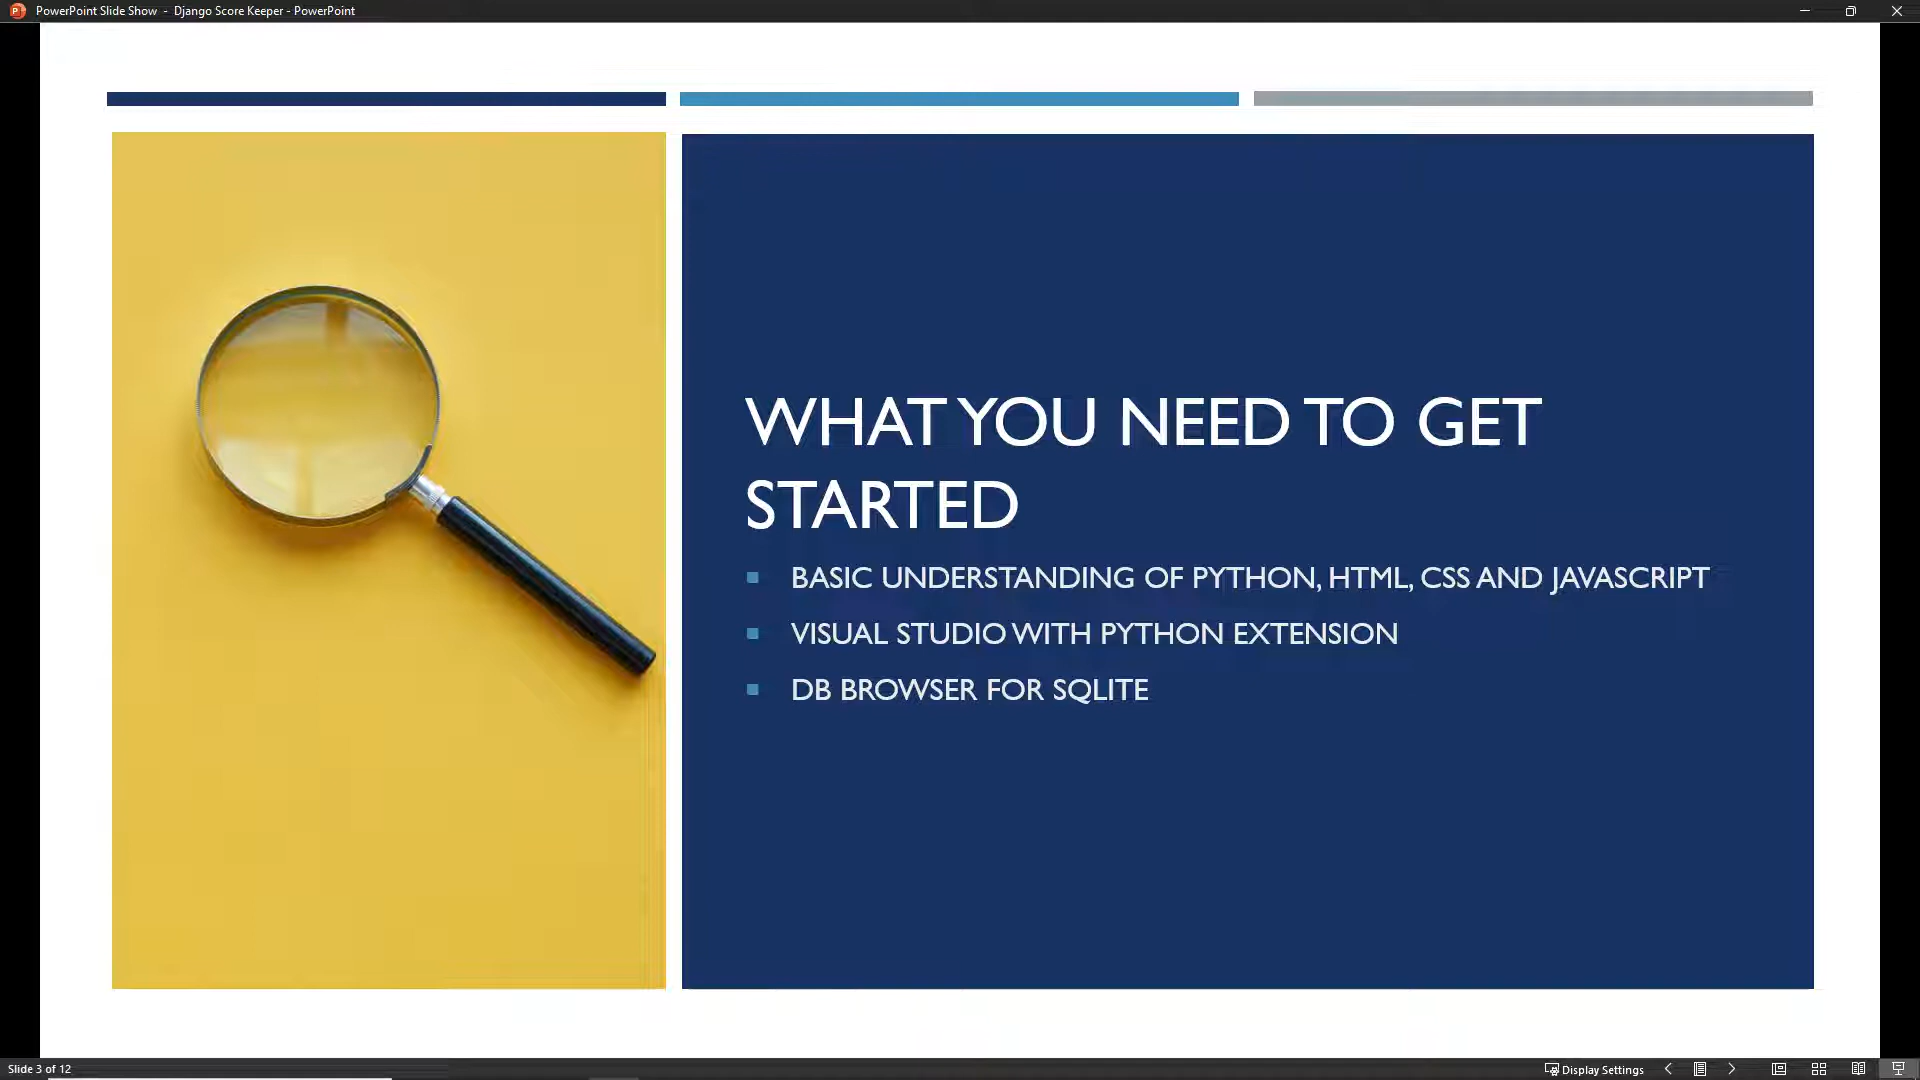 PowerPoint Slide Show - Django Score Keeper - PowerPoint
WHAT YOU NEED TO GET
STARTED
BASIC UNDERSTANDING OF PYTHON, HTML, CSS AND JAVASCRIPT
VISUAL STUDIO WITH PYTHON EXTENSION
DB BROWSER FOR SQLITE
Slide 3 of 12
Display Settings